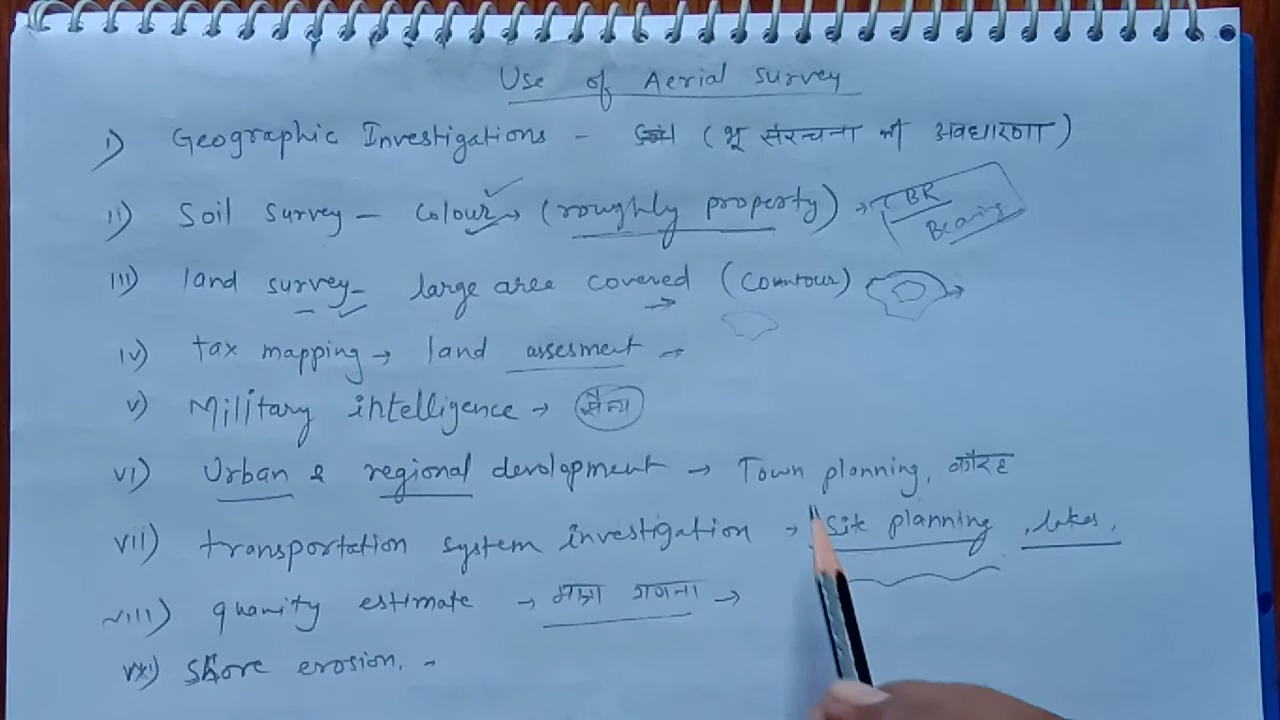 Use of Aerial Survey
i) Geographic Investigations - (भू संरचना की अवधारणा)
ii) Soil survey - colour → (roughly property) → CBR Bearing
iii) land survey - large area covered (Contour)
iv) tax mapping → land assesment →
v) Military intelligence → सैन्य
vi) Urban & regional devolopment → Town planning,
vii) transportation system investigation → Site planning, lakes,
viii) quanity estimate → मात्रा गणना →
ix) Shore erosion. →